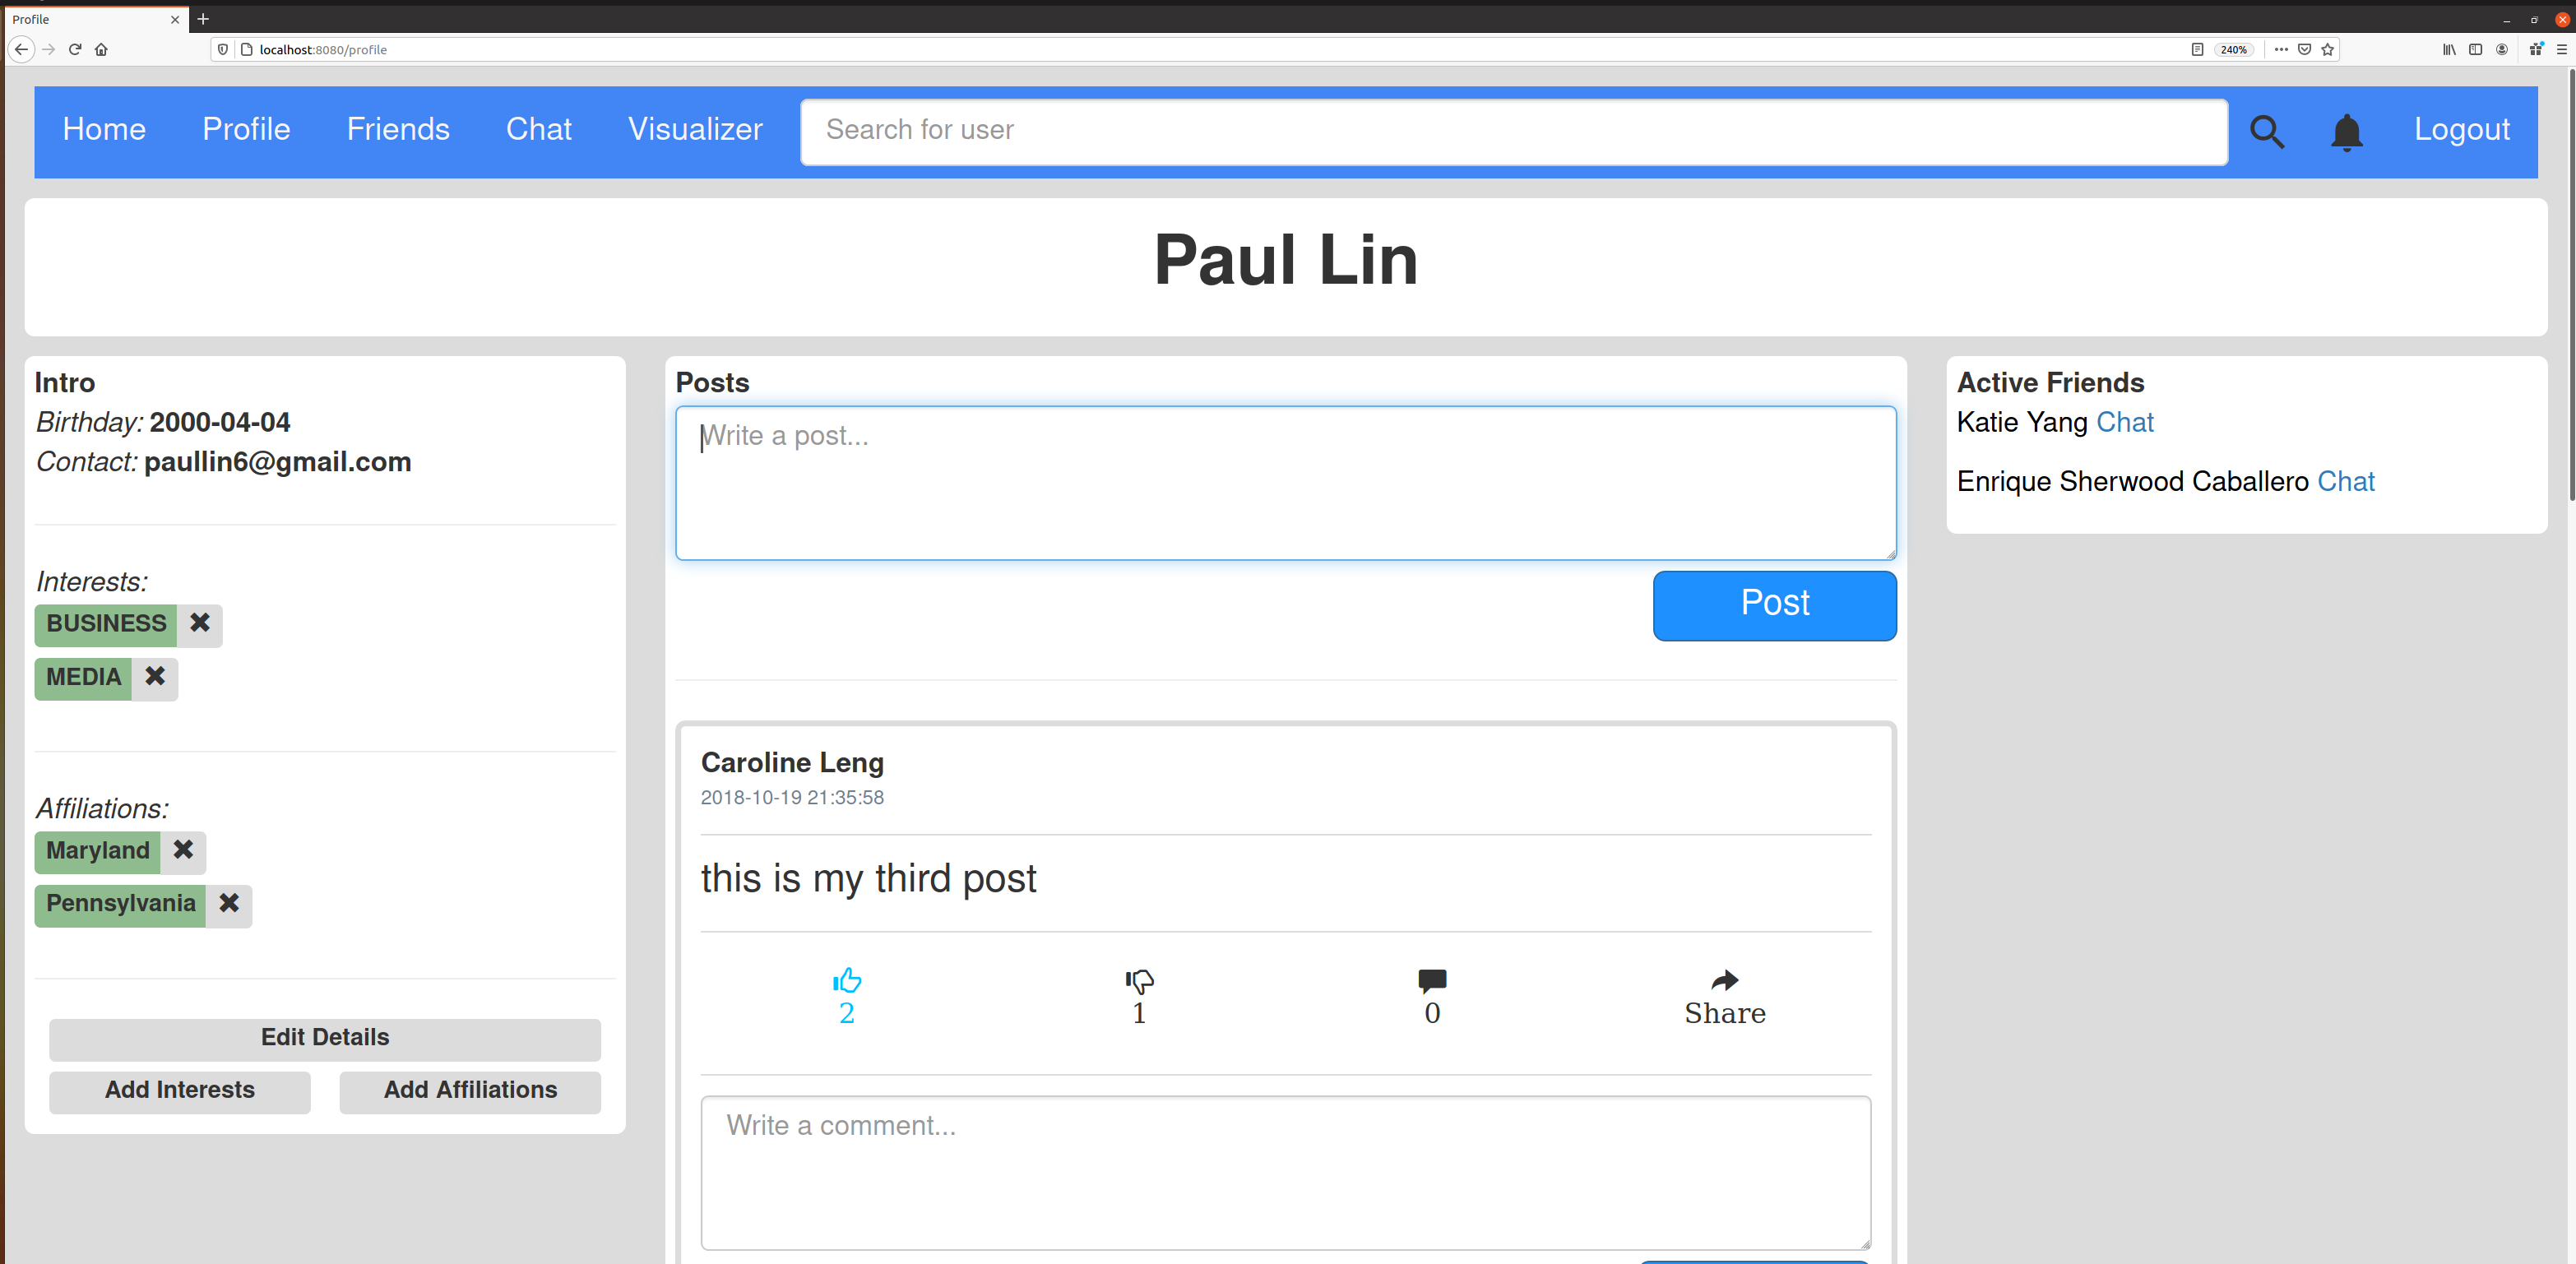 Profile
localhost:8080/profile
240%
Home Profile Friends Chat Visualizer Search for user Logout
Paul Lin
Intro
Birthday: 2000-04-04
Contact: paullin6@gmail.com
Interests:
BUSINESS
MEDIA
Affiliations:
Maryland
Pennsylvania
Edit Details
Add Interests Add Affiliations
Posts
Write a post...
Post
Caroline Leng
2018-10-19 21:35:58
this is my third post
2 1 0 Share
Write a comment...
Active Friends
Katie Yang Chat
Enrique Sherwood Caballero Chat